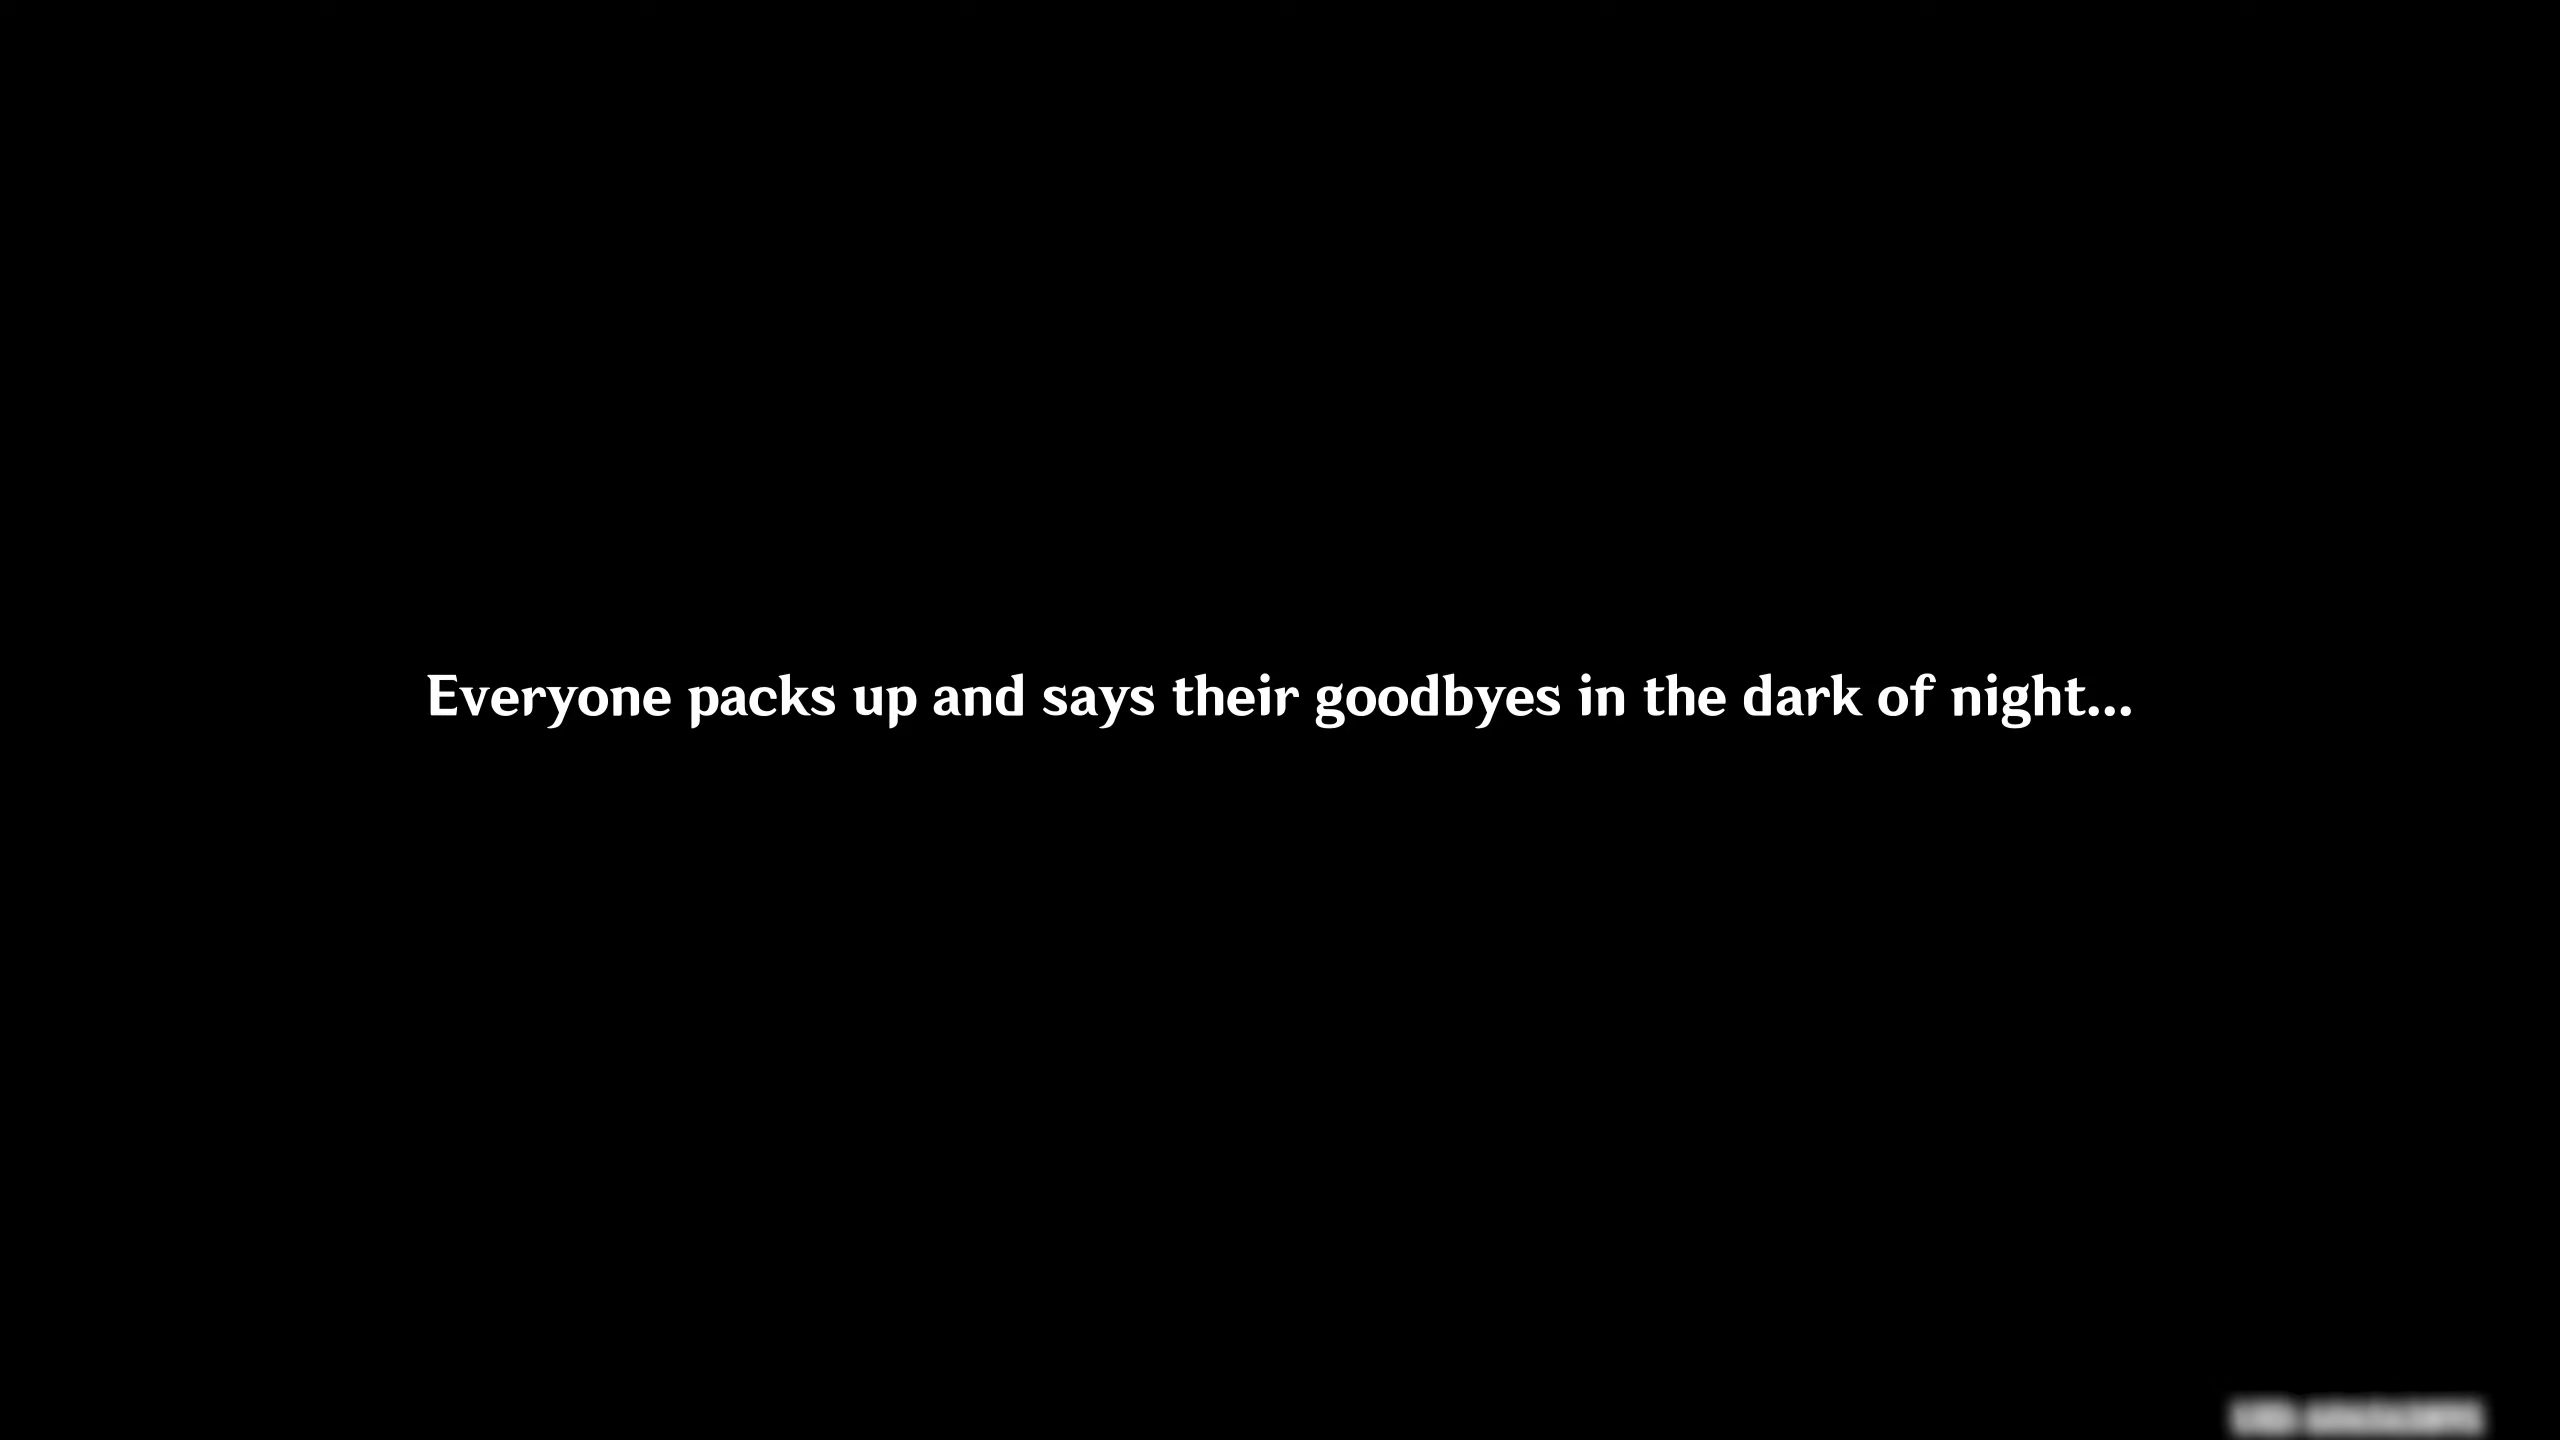 Everyone packs up and says their goodbyes in the dark of night...